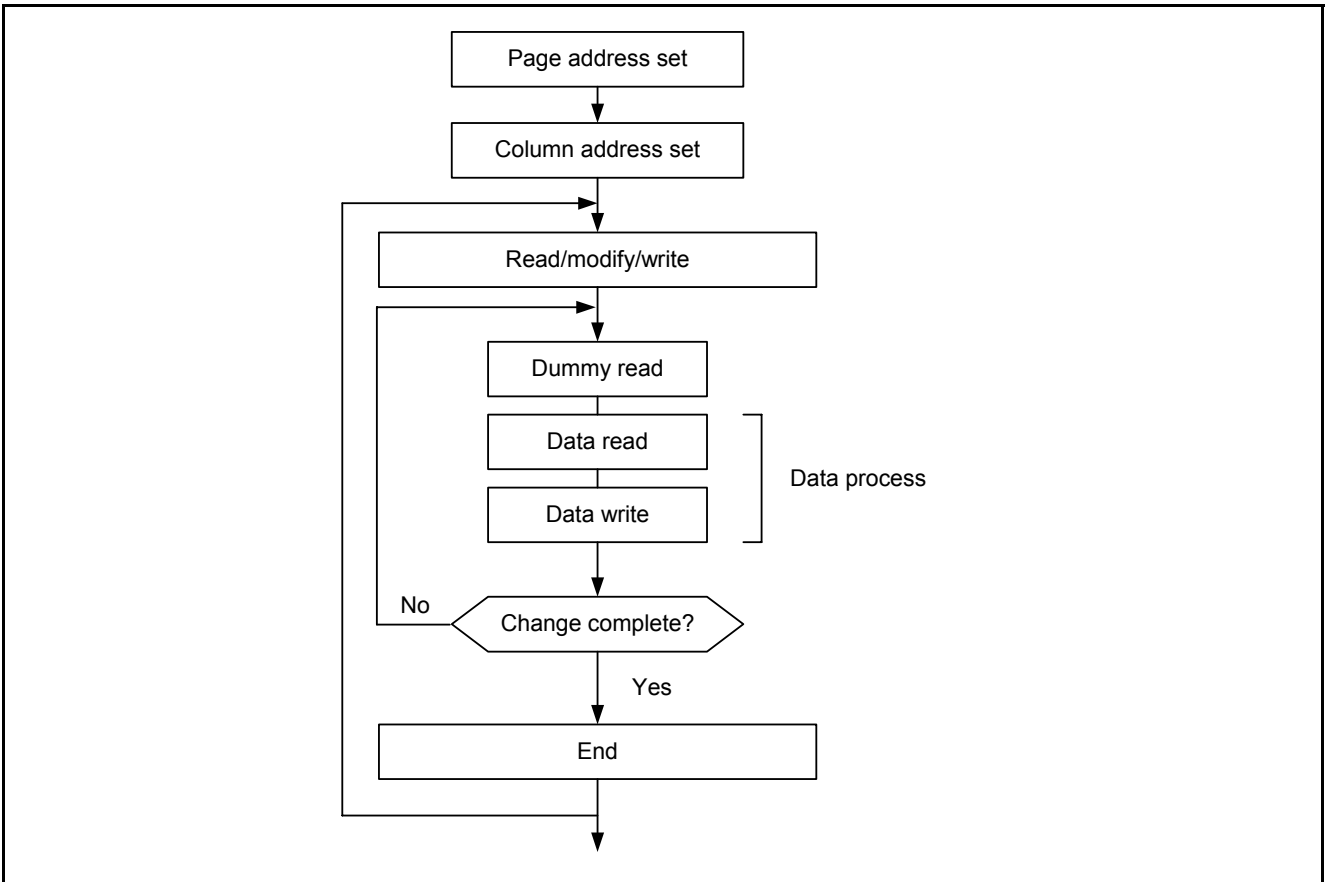 Page address set
Column address set
Read/modify/write
Dummy read
Data read
Data process
Data write
No
Change complete?
Yes
End